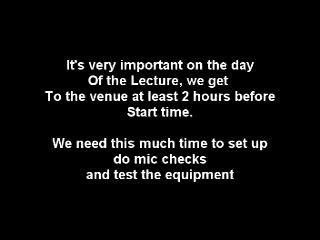 It's very important on the day
Of the Lecture, we get
To the venue at least 2 hours before
Start time.
We need this much time to set up
do mic checks
and test the equipment